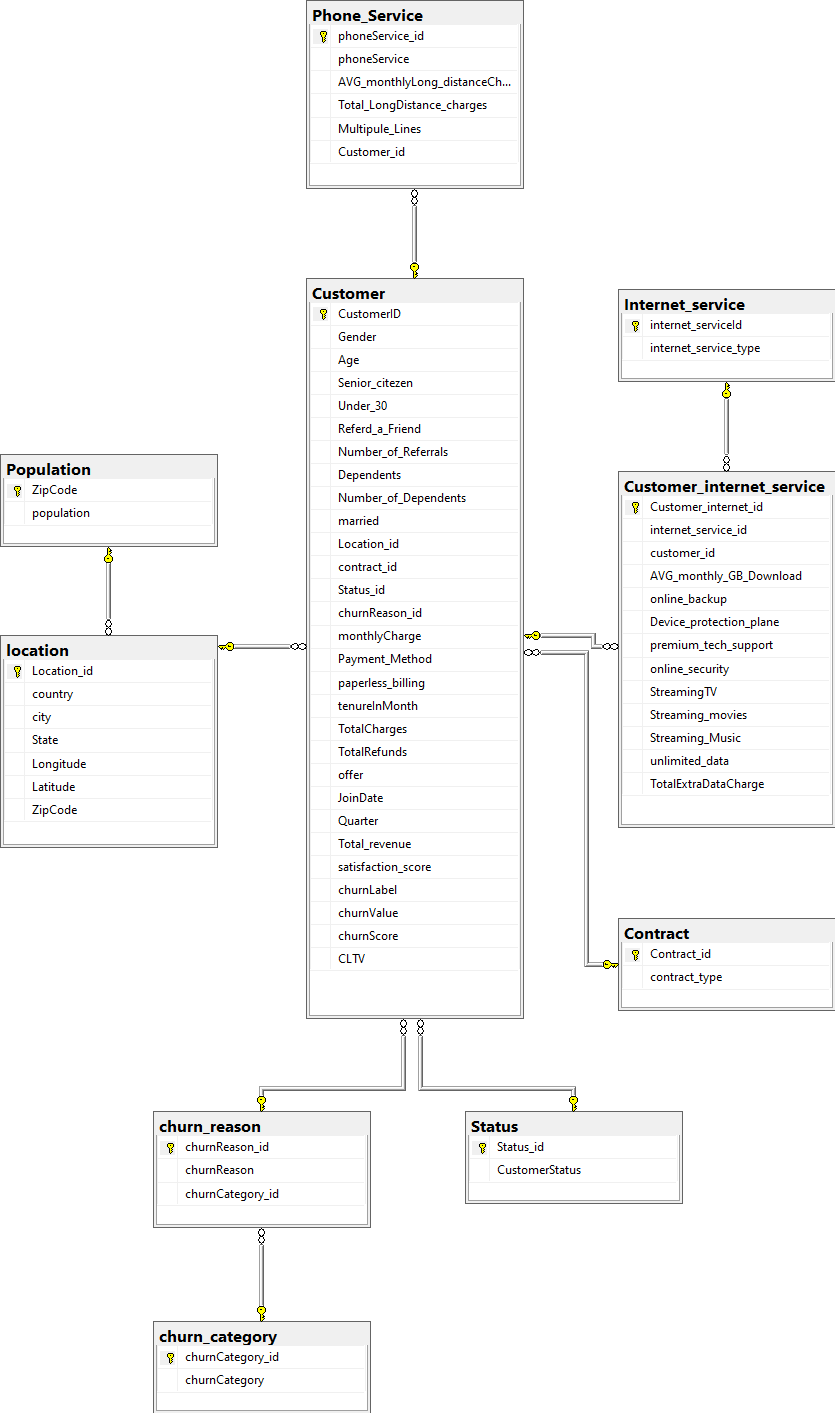 Phone_Service
phoneService_id
phoneService
AVG_monthlyLong_distanceCh...
Total_LongDistance_charges
Multipule_Lines
Customer_id
Customer
CustomerID
Gender
Age
Senior_citezen
Under_30
Referd_a_Friend
Number_of_Referrals
Dependents
Number_of_Dependents
married
Location_id
contract_id
Status_id
churnReason_id
monthlyCharge
Payment_Method
paperless_billing
tenureInMonth
TotalCharges
TotalRefunds
offer
JoinDate
Quarter
Total_revenue
satisfaction_score
churnLabel
churnValue
churnScore
CLTV
Internet_service
internet_serviceId
internet_service_type
Population
ZipCode
population
Customer_internet_service
Customer_internet_id
internet_service_id
customer_id
AVG_monthly_GB_Download
online_backup
Device_protection_plane
premium_tech_support
online_security
StreamingTV
Streaming_movies
Streaming_Music
unlimited_data
TotalExtraDataCharge
location
Location_id
country
city
State
Longitude
Latitude
ZipCode
Contract
Contract_id
contract_type
churn_reason
churnReason_id
churnReason
churnCategory_id
Status
Status_id
CustomerStatus
churn_category
churnCategory_id
churnCategory